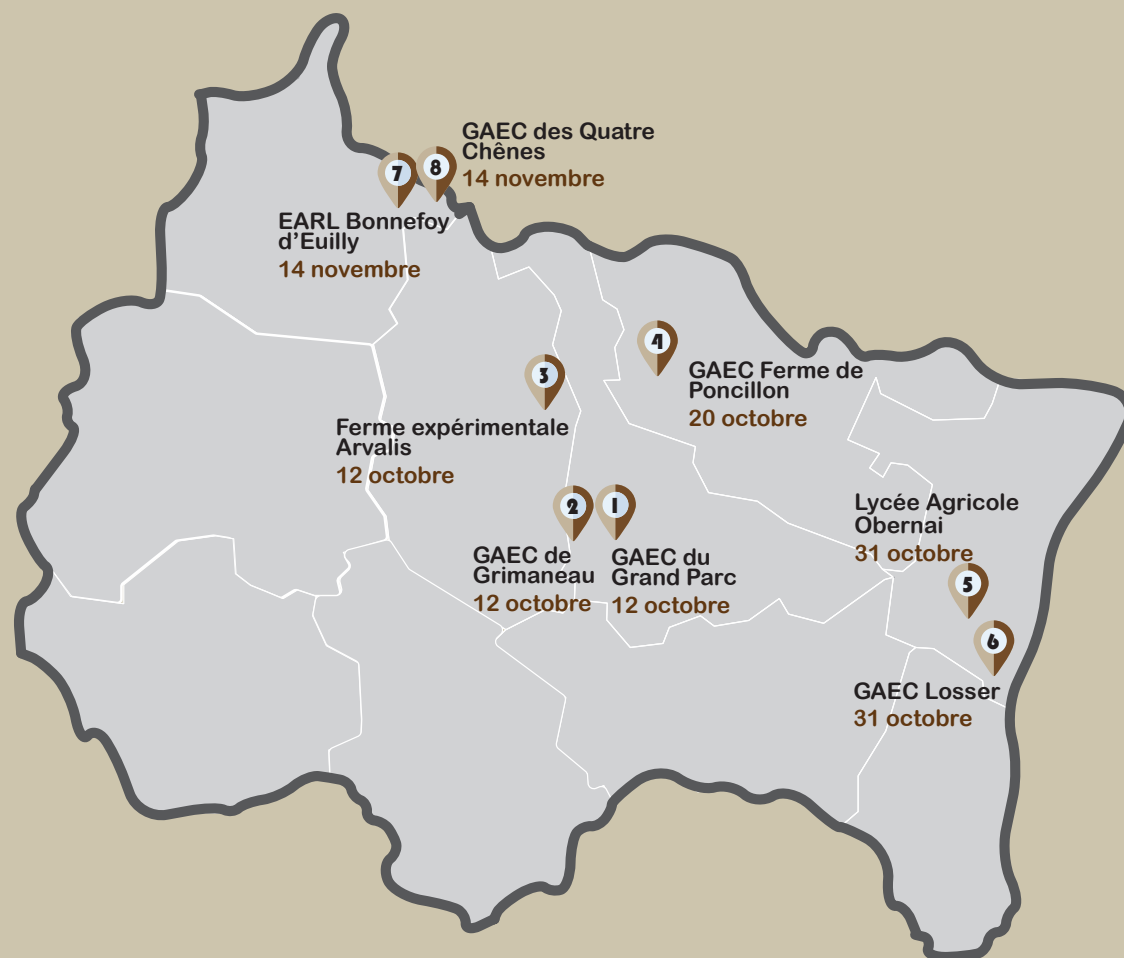 8
GAEC des Quatre
Chênes
14 novembre
7
EARL Bonnefoy
d'Euilly
14 novembre
4
GAEC Ferme de
Poncillon
20 octobre
3
Ferme expérimentale
Arvalis
12 octobre
2
GAEC de
Grimaneau
12 octobre
1
GAEC du
Grand Parc
12 octobre
Lycée Agricole
Obernai
31 octobre
5
6
GAEC Losser
31 octobre